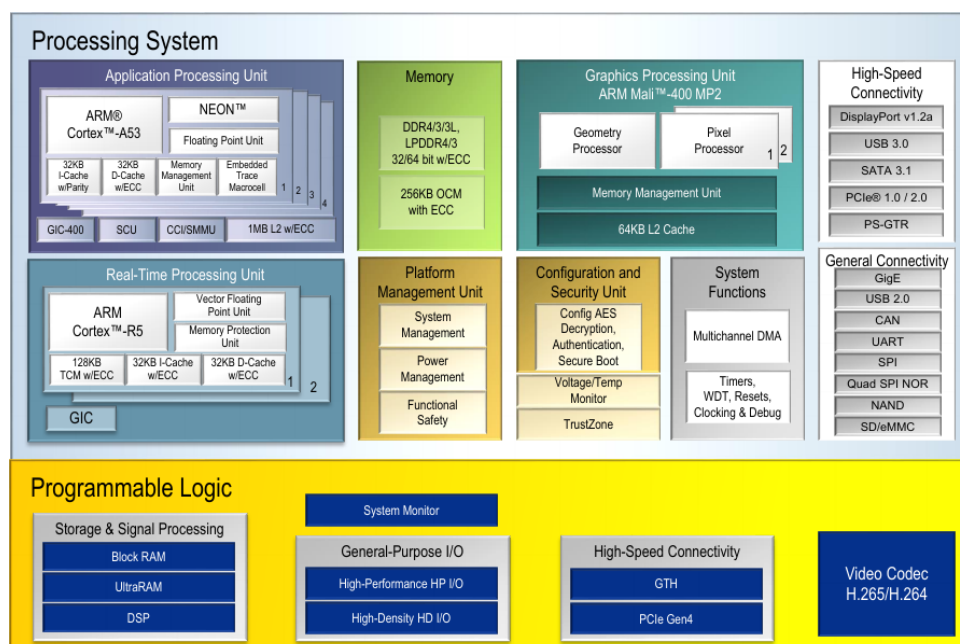 Processing System
Application Processing Unit
ARM®
Cortex™-A53
NEON™
Floating Point Unit
32KB
I-Cache
w/Parity
32KB
D-Cache
w/ECC
Memory
Management
Unit
Embedded
Trace
Macrocell
1
2
3
4
GIC-400
SCU
CCI/SMMU
1MB L2 w/ECC
Memory
DDR4/3/3L,
LPDDR4/3
32/64 bit w/ECC
256KB OCM
with ECC
Graphics Processing Unit
ARM Mali™-400 MP2
Geometry
Processor
Pixel
Processor
1
2
Memory Management Unit
64KB L2 Cache
High-Speed
Connectivity
DisplayPort v1.2a
USB 3.0
SATA 3.1
PCIe® 1.0 / 2.0
PS-GTR
Real-Time Processing Unit
ARM
Cortex™-R5
Vector Floating
Point Unit
Memory Protection
Unit
128KB
TCM w/ECC
32KB I-Cache
w/ECC
32KB D-Cache
w/ECC
1
2
GIC
Platform
Management Unit
System
Management
Power
Management
Functional
Safety
Configuration and
Security Unit
Config AES
Decryption,
Authentication,
Secure Boot
Voltage/Temp
Monitor
TrustZone
System
Functions
Multichannel DMA
Timers,
WDT, Resets,
Clocking & Debug
General Connectivity
GigE
USB 2.0
CAN
UART
SPI
Quad SPI NOR
NAND
SD/eMMC
Programmable Logic
Storage & Signal Processing
Block RAM
UltraRAM
DSP
System Monitor
General-Purpose I/O
High-Performance HP I/O
High-Density HD I/O
High-Speed Connectivity
GTH
PCIe Gen4
Video Codec
H.265/H.264